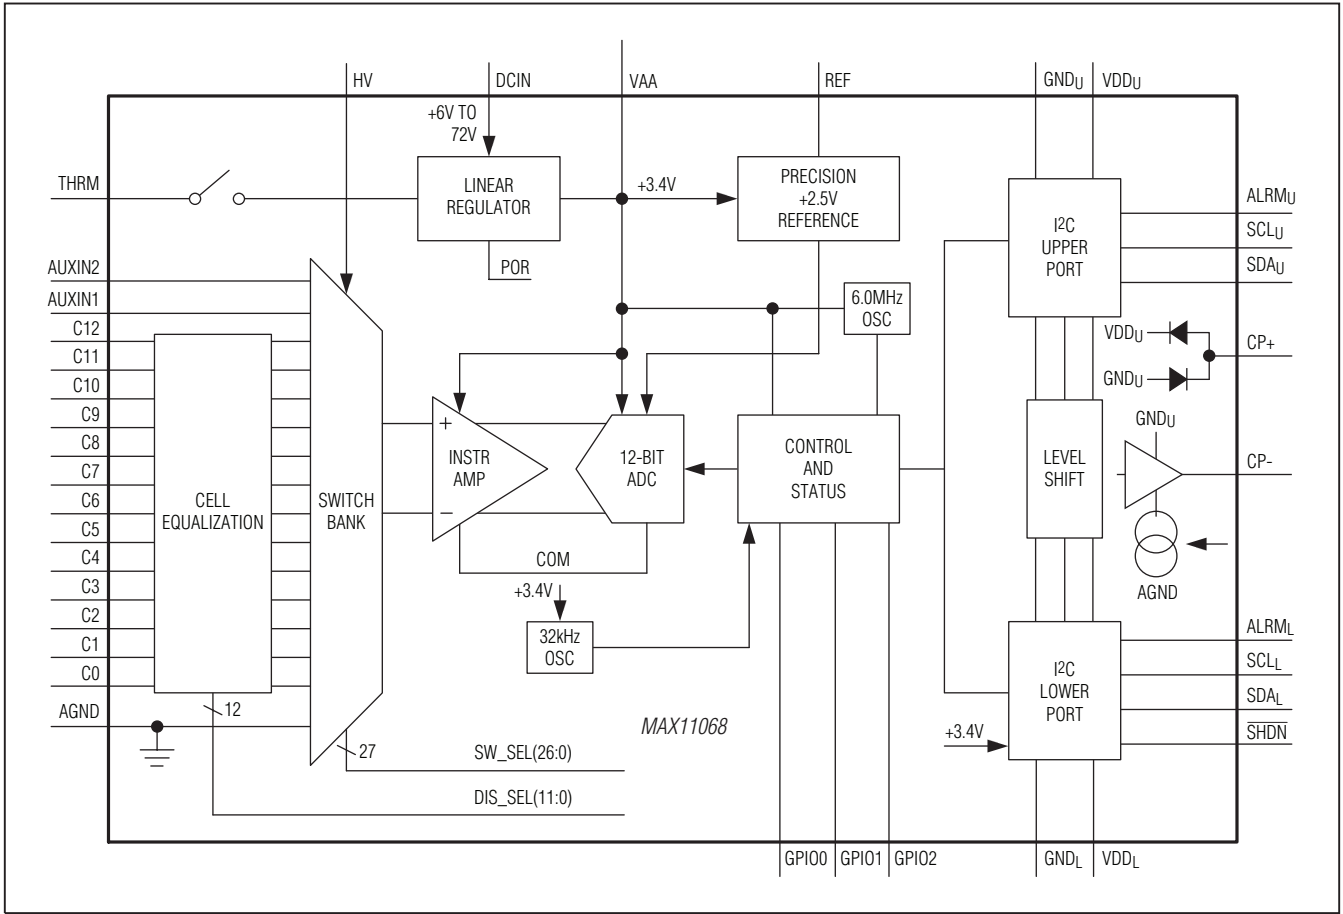 HV
DCIN
VAA
REF
GNDU
VDDU
+6V TO
72V
THRM
LINEAR
REGULATOR
+3.4V
PRECISION
+2.5V
REFERENCE
I2C
UPPER
PORT
ALRMU
SCLU
SDAU
POR
AUXIN2
AUXIN1
C12
C11
C10
C9
C8
C7
C6
C5
C4
C3
C2
C1
C0
AGND
CELL
EQUALIZATION
SWITCH
BANK
+
INSTR
AMP
–
12-BIT
ADC
6.0MHz
OSC
CONTROL
AND
STATUS
VDDU
GNDU
CP+
LEVEL
SHIFT
GNDU
CP-
AGND
COM
+3.4V
32kHz
OSC
I2C
LOWER
PORT
+3.4V
ALRML
SCLL
SDAL
SHDN
12
27
MAX11068
SW_SEL(26:0)
DIS_SEL(11:0)
GPIO0
GPIO1
GPIO2
GNDL
VDDL